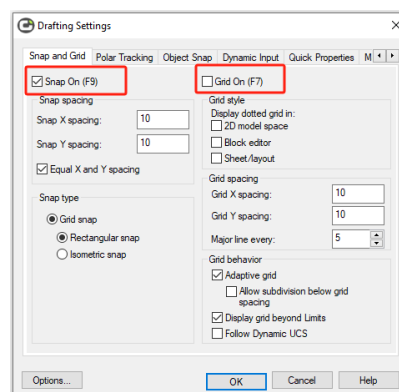 Drafting Settings
Snap and Grid Polar Tracking Object Snap Dynamic Input Quick Properties M
Snap On (F9)
Grid On (F7)
Snap spacing
Snap X spacing: 10
Snap Y spacing: 10
Equal X and Y spacing
Snap type
Grid snap
Rectangular snap
Isometric snap
Grid style
Display dotted grid in:
2D model space
Block editor
Sheet/layout
Grid spacing
Grid X spacing: 10
Grid Y spacing: 10
Major line every: 5
Grid behavior
Adaptive grid
Allow subdivision below grid
spacing
Display grid beyond Limits
Follow Dynamic UCS
Options... OK Cancel Help